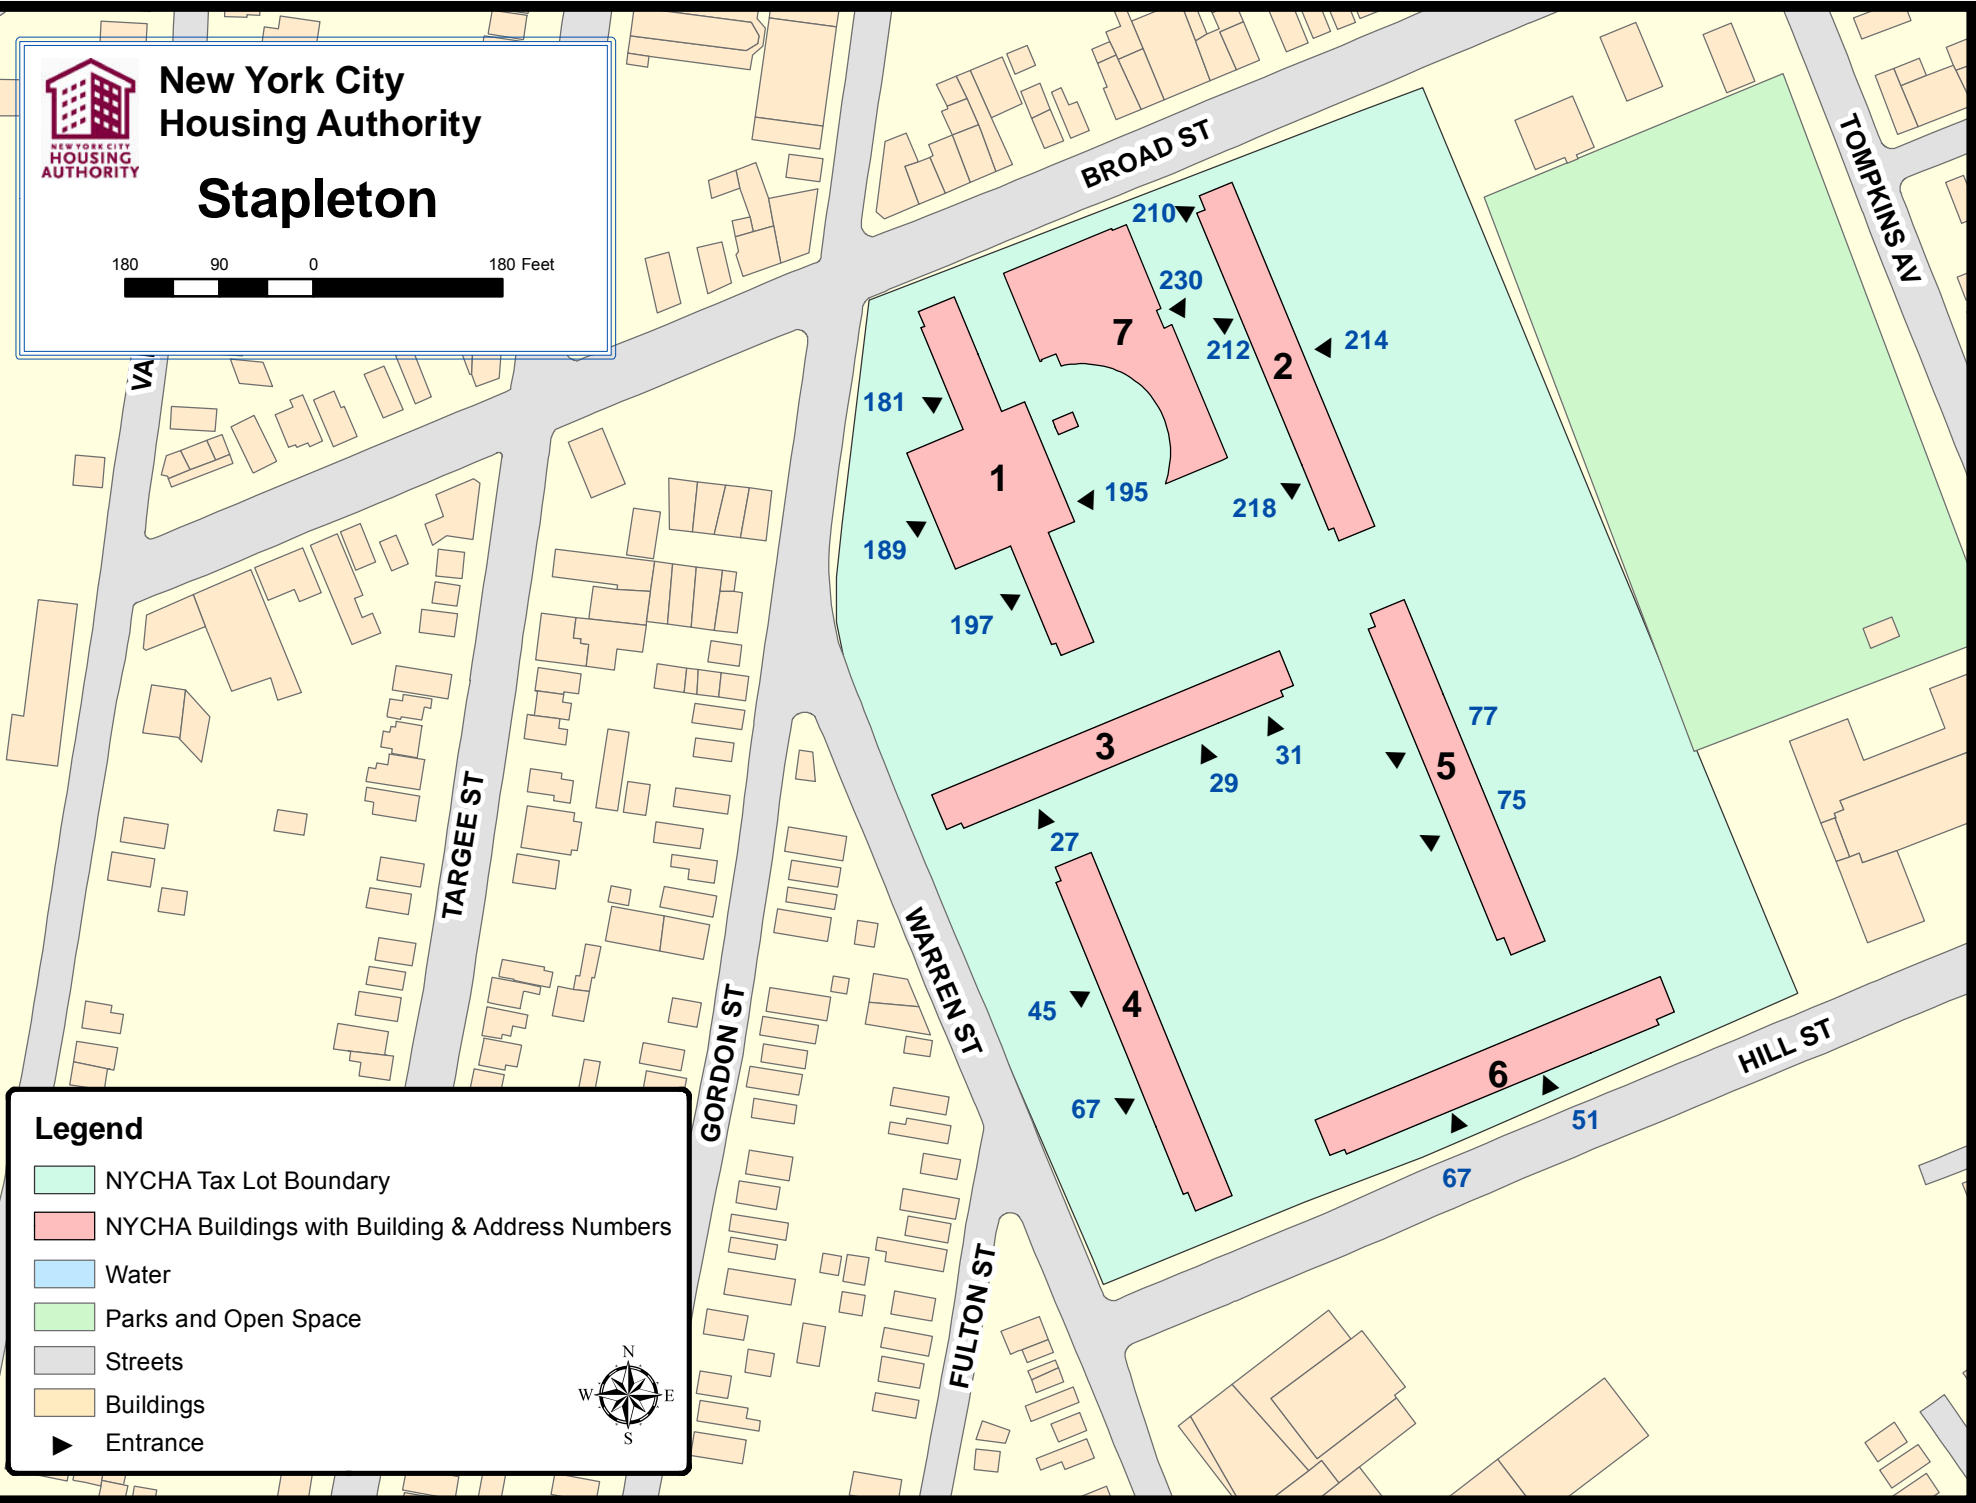 New York City
Housing Authority
NEW YORK CITY
HOUSING
AUTHORITY
Stapleton
180 90 0 180 Feet
BROAD ST
TOMPKINS AV
VA
TARGEE ST
GORDON ST
WARREN ST
FULTON ST
HILL ST
210
230
7
212
2
214
181
1
195
218
189
197
3
31
29
27
77
5
75
45
4
67
6
51
67
Legend
NYCHA Tax Lot Boundary
NYCHA Buildings with Building & Address Numbers
Water
Parks and Open Space
Streets
Buildings
Entrance
N
W E
S